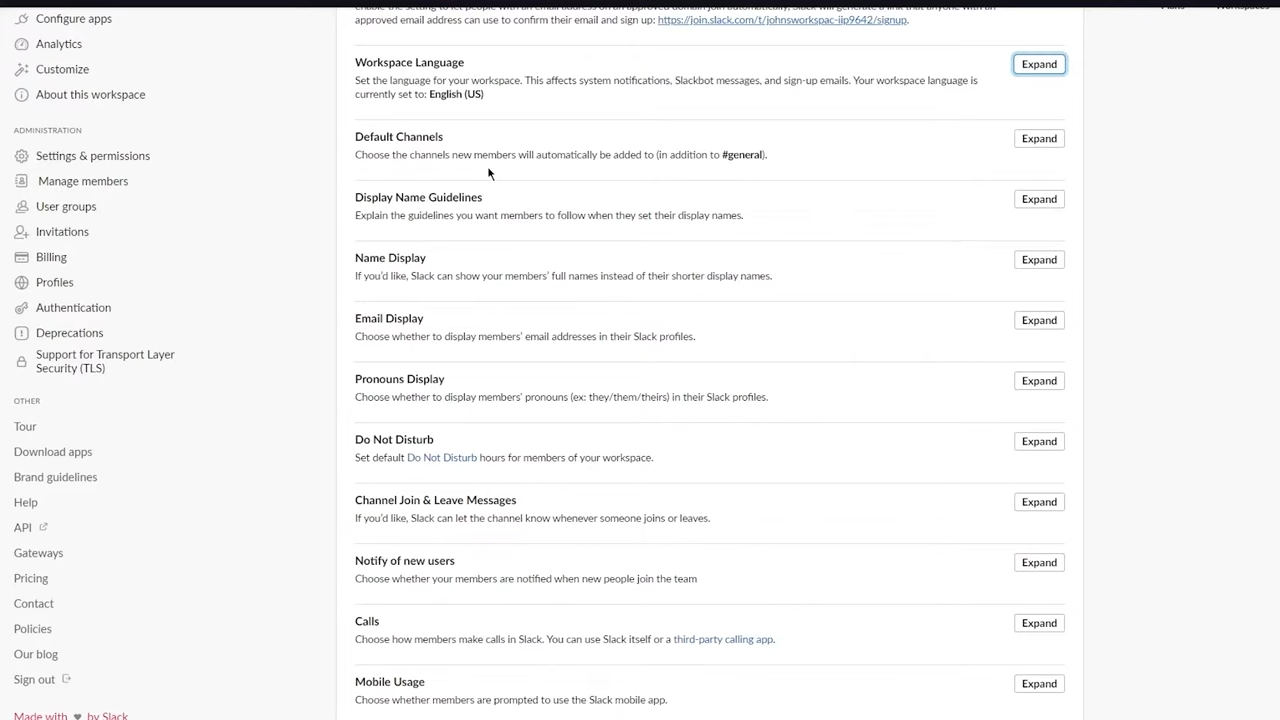 Configure apps
Analytics
Customize
About this workspace
ADMINISTRATION
Settings & permissions
Manage members
User groups
Invitations
Billing
Profiles
Authentication
Deprecations
Support for Transport Layer
Security (TLS)
OTHER
Tour
Download apps
Brand guidelines
Help
API
Gateways
Pricing
Contact
Policies
Our blog
Sign out
Made with ♥ by Slack
approved email address can use to confirm their email and sign up: https://join.slack.com/t/johnsworkspac-iip9642/signup.
Workspace Language
Expand
Set the language for your workspace. This affects system notifications, Slackbot messages, and sign-up emails. Your workspace language is
currently set to: English (US)
Default Channels
Expand
Choose the channels new members will automatically be added to (in addition to #general).
Display Name Guidelines
Expand
Explain the guidelines you want members to follow when they set their display names.
Name Display
Expand
If you'd like, Slack can show your members' full names instead of their shorter display names.
Email Display
Expand
Choose whether to display members' email addresses in their Slack profiles.
Pronouns Display
Expand
Choose whether to display members' pronouns (ex: they/them/theirs) in their Slack profiles.
Do Not Disturb
Expand
Set default Do Not Disturb hours for members of your workspace.
Channel Join & Leave Messages
Expand
If you'd like, Slack can let the channel know whenever someone joins or leaves.
Notify of new users
Expand
Choose whether your members are notified when new people join the team
Calls
Expand
Choose how members make calls in Slack. You can use Slack itself or a third-party calling app.
Mobile Usage
Expand
Choose whether members are prompted to use the Slack mobile app.